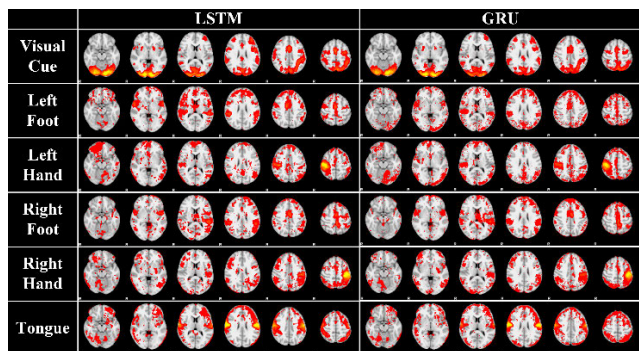 LSTM GRU
Visual
Cue
Left
Foot
Left
Hand
Right
Foot
Right
Hand
Tongue